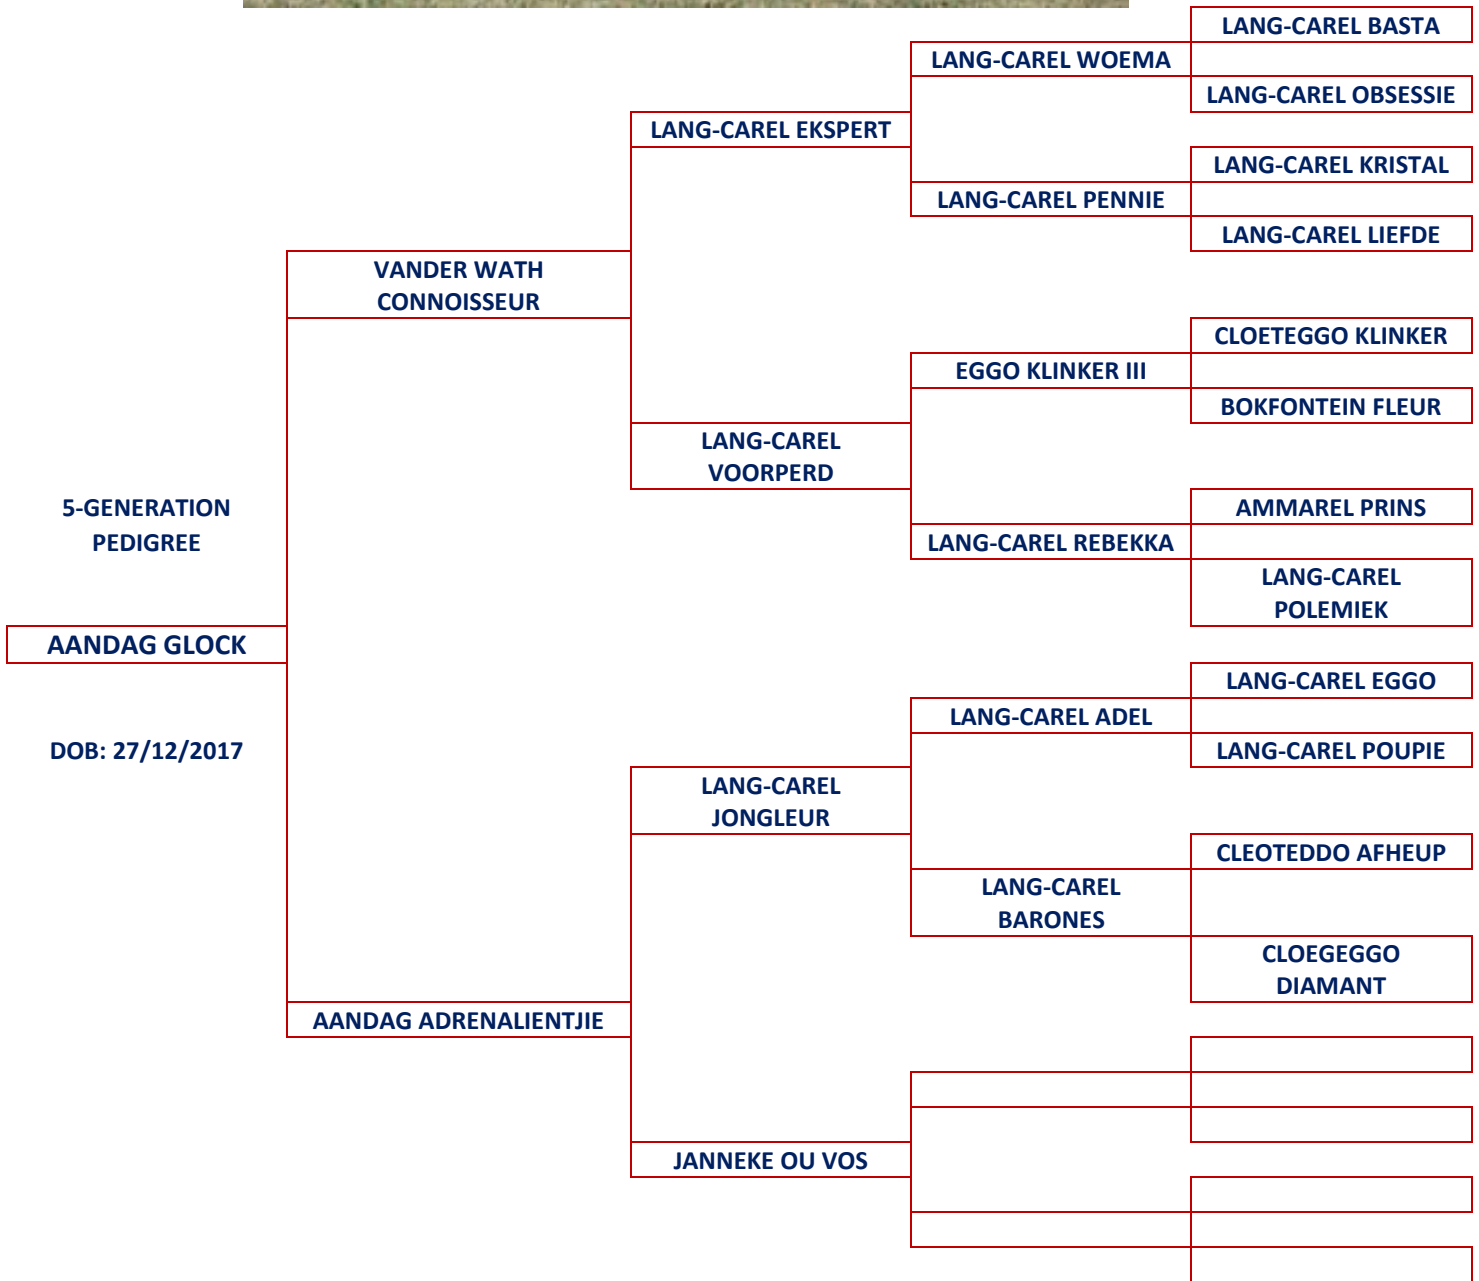 LANG-CAREL BASTA
LANG-CAREL WOEMA
LANG-CAREL OBSESSIE
LANG-CAREL EKSPERT
LANG-CAREL KRISTAL
LANG-CAREL PENNIE
LANG-CAREL LIEFDE
VANDER WATH
CONNOISSEUR
CLOETEGGO KLINKER
EGGO KLINKER III
BOKFONTEIN FLEUR
LANG-CAREL
VOORPERD
5-GENERATION
PEDIGREE
AMMAREL PRINS
LANG-CAREL REBEKKA
LANG-CAREL
POLEMIEK
AANDAG GLOCK
LANG-CAREL EGGO
LANG-CAREL ADEL
LANG-CAREL POUPIE
DOB: 27/12/2017
LANG-CAREL
JONGLEUR
CLEOTEDDO AFHEUP
LANG-CAREL
BARONES
CLOEGEGGO
DIAMANT
AANDAG ADRENALIENTJIE
JANNEKE OU VOS